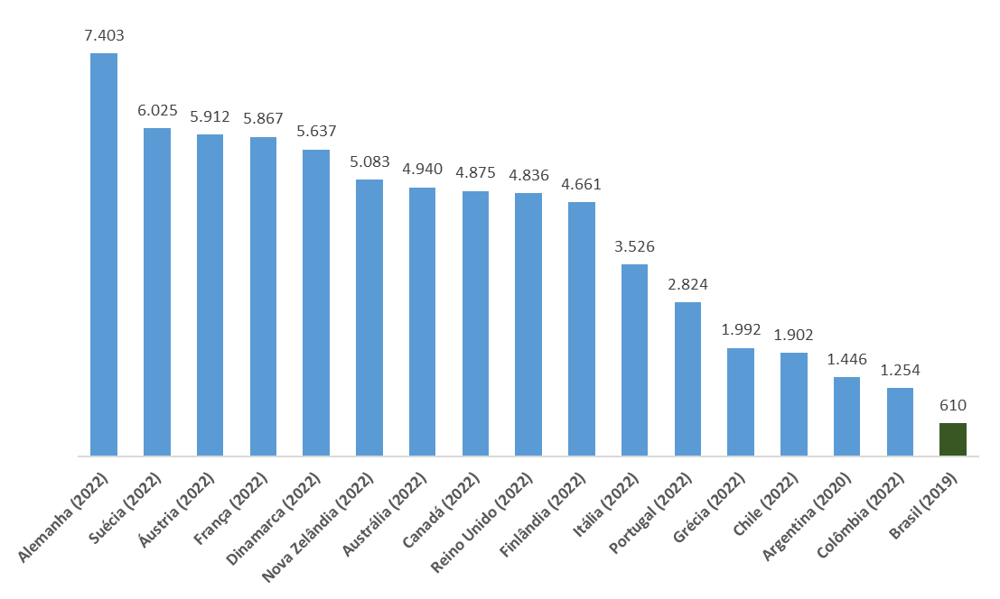 7.403
6.025
5.912
5.867
5.637
5.083
4.940
4.875
4.836
4.661
3.526
2.824
1.992
1.902
1.446
1.254
610
Alemanha (2022)
Suécia (2022)
Áustria (2022)
França (2022)
Dinamarca (2022)
Nova Zelândia (2022)
Austrália (2022)
Canadá (2022)
Reino Unido (2022)
Finlândia (2022)
Itália (2022)
Portugal (2022)
Grécia (2022)
Chile (2022)
Argentina (2020)
Colômbia (2022)
Brasil (2019)